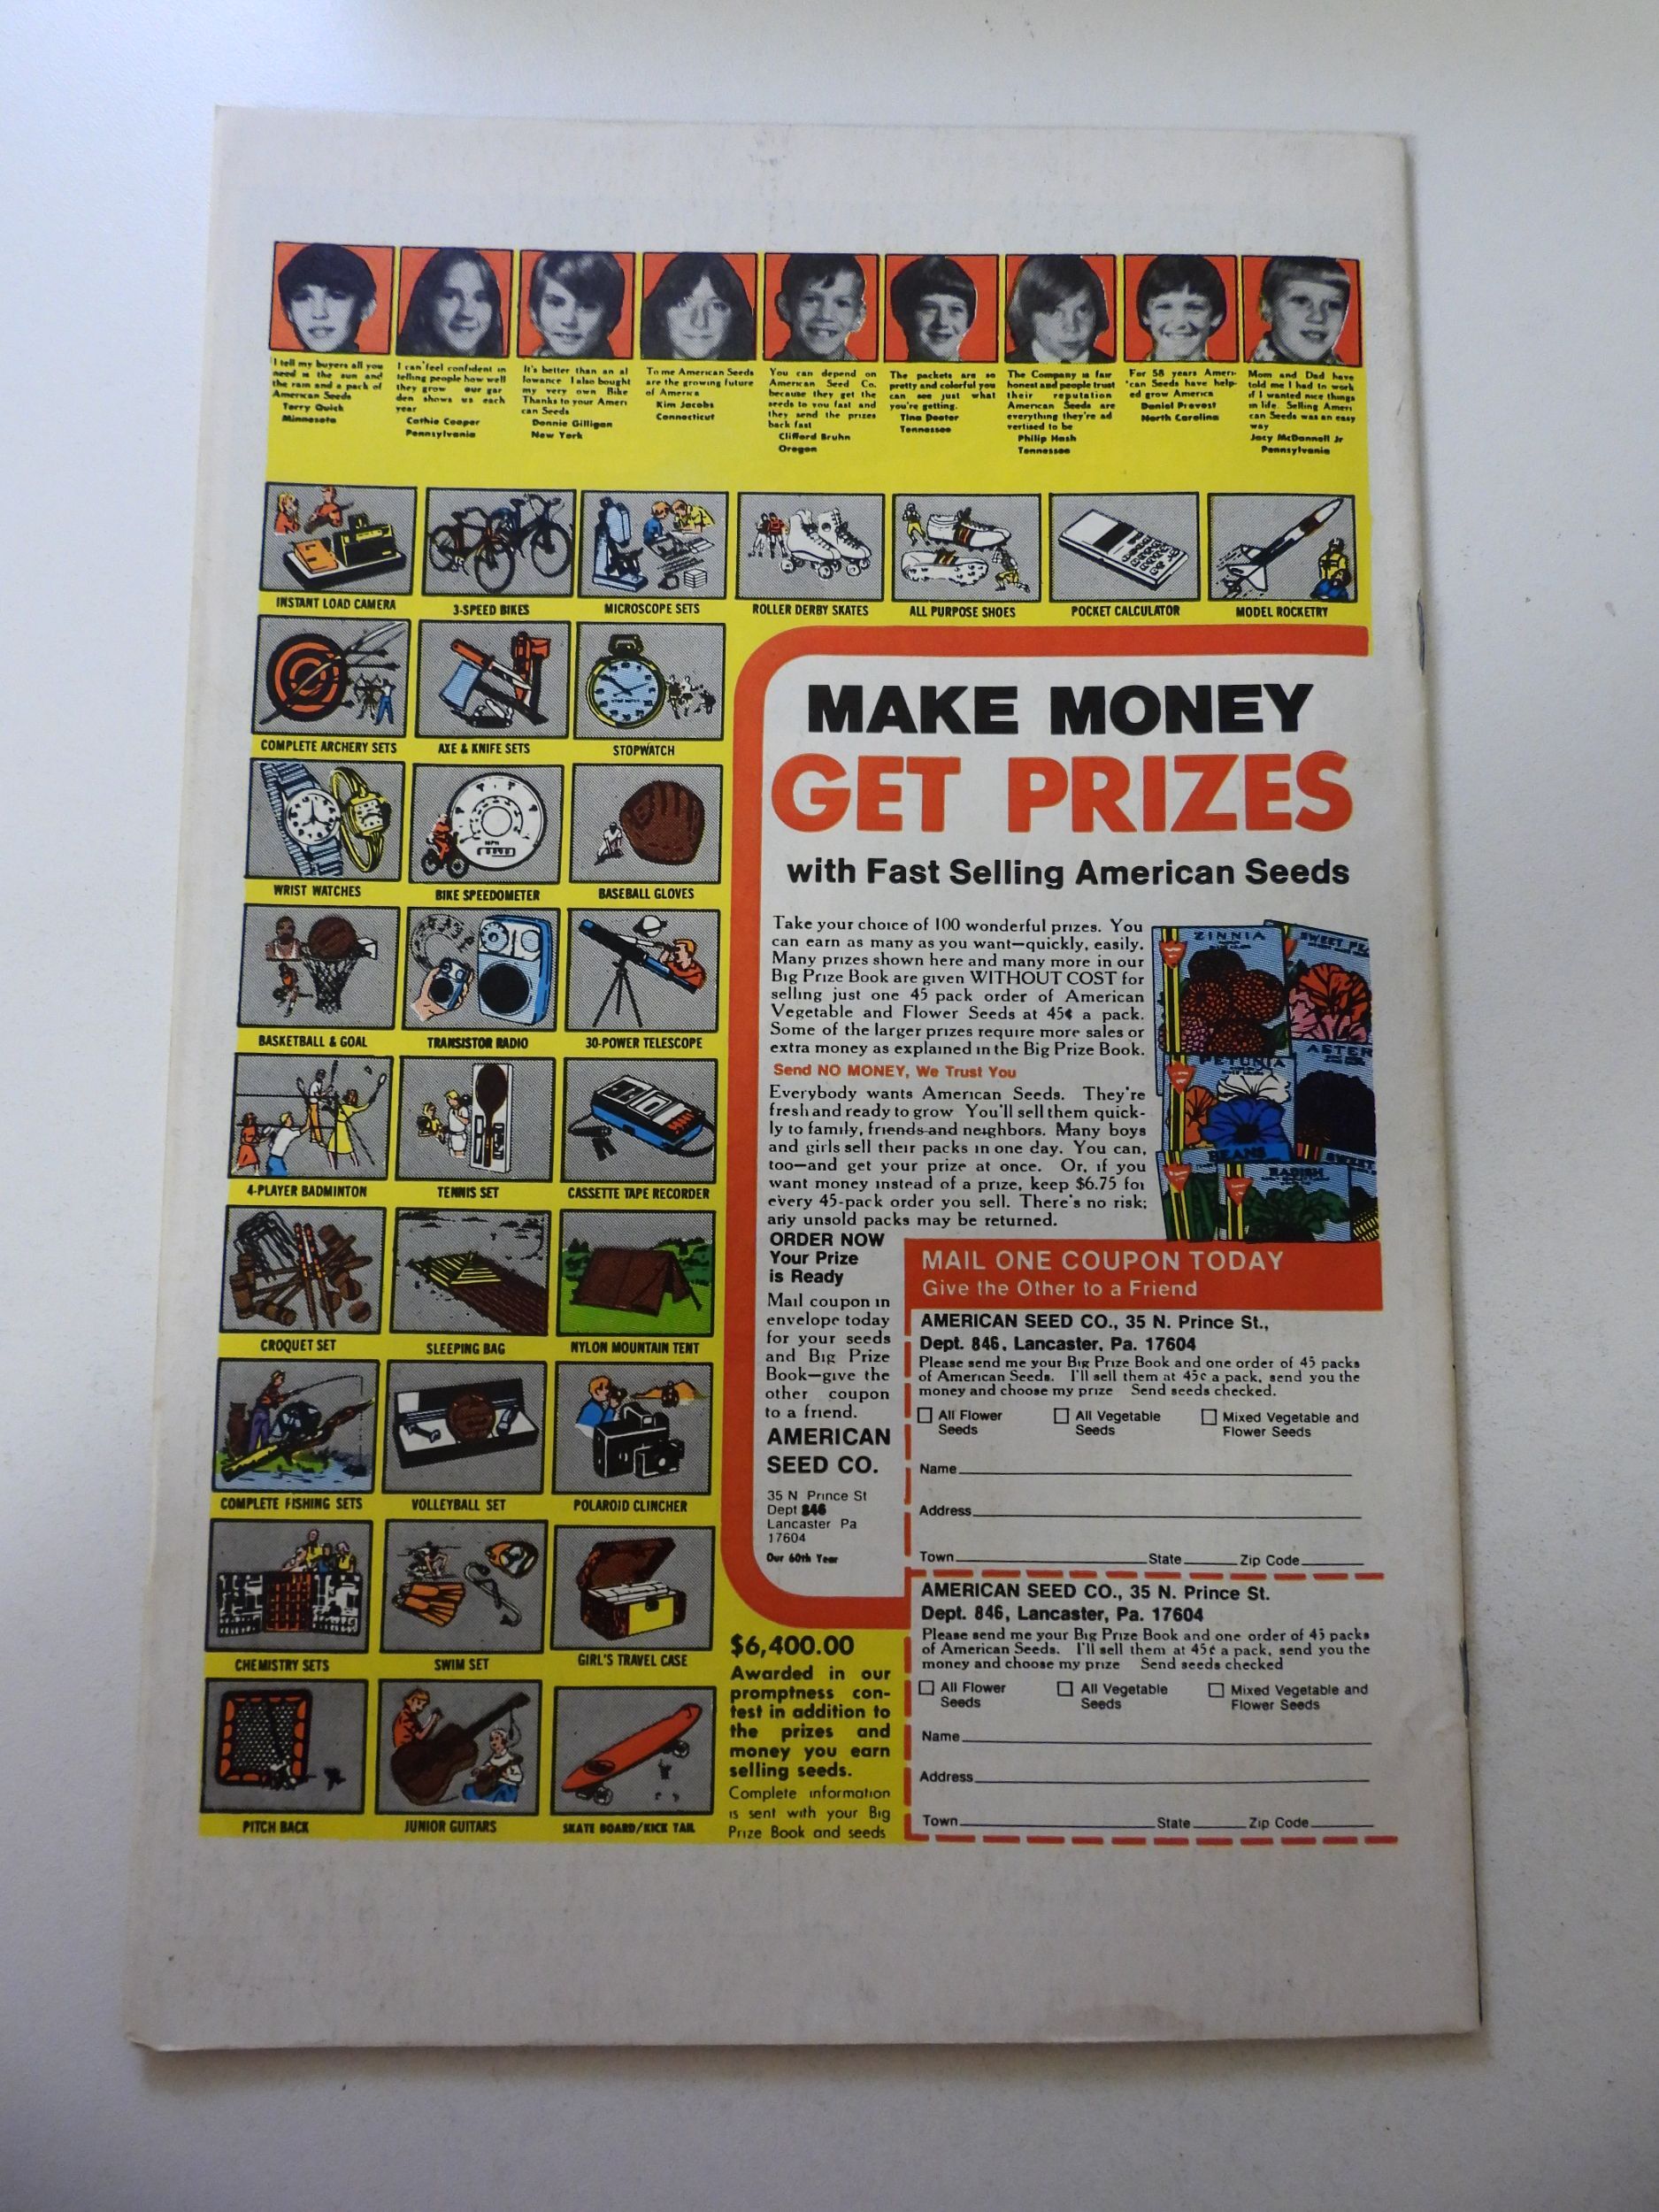 I tell my buyers all you
need is the sun and
the rain and a pack of
American Seeds
Terry Quick
Minnesota
I can feel confident in
telling people how well
they grow our gar
den shows us each
year
Cathie Cooper
Pennsylvania
It's better than an al
lowance I also bought
my very own Bike
Thanks to your Ameri
can Seeds
Donnie Gilligan
New York
To me American Seeds
are the growing future
of America
Kim Jacobs
Connecticut
You can depend on
American Seed Co.
because they get the
seeds to you fast and
they send the prizes
back fast
Clifford Bruhn
Oregon
The packets are so
pretty and colorful you
can see just what
you're getting.
Tina Deeter
Tennessee
The Company is fair
honest and people trust
their reputation
American Seeds are
everything they're ad
vertised to be
Philip Hash
Tennessee
For 58 years Ameri-
can Seeds have help-
ed grow America
Daniel Provost
North Carolina
Mom and Dad have
told me I had to work
if I wanted nice things
in life. Selling Ameri
can Seeds was an easy
way
Jacy McDonnell Jr
Pennsylvania
INSTANT LOAD CAMERA
3-SPEED BIKES
MICROSCOPE SETS
ROLLER DERBY SKATES
ALL PURPOSE SHOES
POCKET CALCULATOR
MODEL ROCKETRY
COMPLETE ARCHERY SETS
AXE & KNIFE SETS
STOPWATCH
WRIST WATCHES
BIKE SPEEDOMETER
BASEBALL GLOVES
BASKETBALL & GOAL
TRANSISTOR RADIO
30-POWER TELESCOPE
4-PLAYER BADMINTON
TENNIS SET
CASSETTE TAPE RECORDER
CROQUET SET
SLEEPING BAG
NYLON MOUNTAIN TENT
COMPLETE FISHING SETS
VOLLEYBALL SET
POLAROID CLINCHER
CHEMISTRY SETS
SWIM SET
GIRL'S TRAVEL CASE
PITCH BACK
JUNIOR GUITARS
SKATE BOARD/KICK TAIL
MAKE MONEY
GET PRIZES
with Fast Selling American Seeds
Take your choice of 100 wonderful prizes. You
can earn as many as you want—quickly, easily.
Many prizes shown here and many more in our
Big Prize Book are given WITHOUT COST for
selling just one 45 pack order of American
Vegetable and Flower Seeds at 45¢ a pack.
Some of the larger prizes require more sales or
extra money as explained in the Big Prize Book.
Send NO MONEY, We Trust You
Everybody wants American Seeds. They're
fresh and ready to grow You'll sell them quick-
ly to family, friends and neighbors. Many boys
and girls sell their packs in one day. You can,
too—and get your prize at once. Or, if you
want money instead of a prize, keep $6.75 for
every 45-pack order you sell. There's no risk;
any unsold packs may be returned.
ZINNIA
SWEET PEA
PETUNIA
ASTER
BEANS
RADISH
SWEET
ORDER NOW
Your Prize
is Ready
Mail coupon in
envelope today
for your seeds
and Big Prize
Book—give the
other coupon
to a friend.
AMERICAN
SEED CO.
35 N Prince St
Dept 846
Lancaster Pa
17604
Our 60th Year
$6,400.00
Awarded in our
promptness con-
test in addition to
the prizes and
money you earn
selling seeds.
Complete information
is sent with your Big
Prize Book and seeds
MAIL ONE COUPON TODAY
Give the Other to a Friend
AMERICAN SEED CO., 35 N. Prince St.,
Dept. 846, Lancaster, Pa. 17604
Please send me your Big Prize Book and one order of 45 packs
of American Seeds. I'll sell them at 45¢ a pack, send you the
money and choose my prize Send seeds checked.
All Flower Seeds
All Vegetable Seeds
Mixed Vegetable and Flower Seeds
Name
Address
Town State Zip Code
AMERICAN SEED CO., 35 N. Prince St.
Dept. 846, Lancaster, Pa. 17604
Please send me your Big Prize Book and one order of 45 packs
of American Seeds. I'll sell them at 45¢ a pack, send you the
money and choose my prize Send seeds checked
All Flower Seeds
All Vegetable Seeds
Mixed Vegetable and Flower Seeds
Name
Address
Town State Zip Code